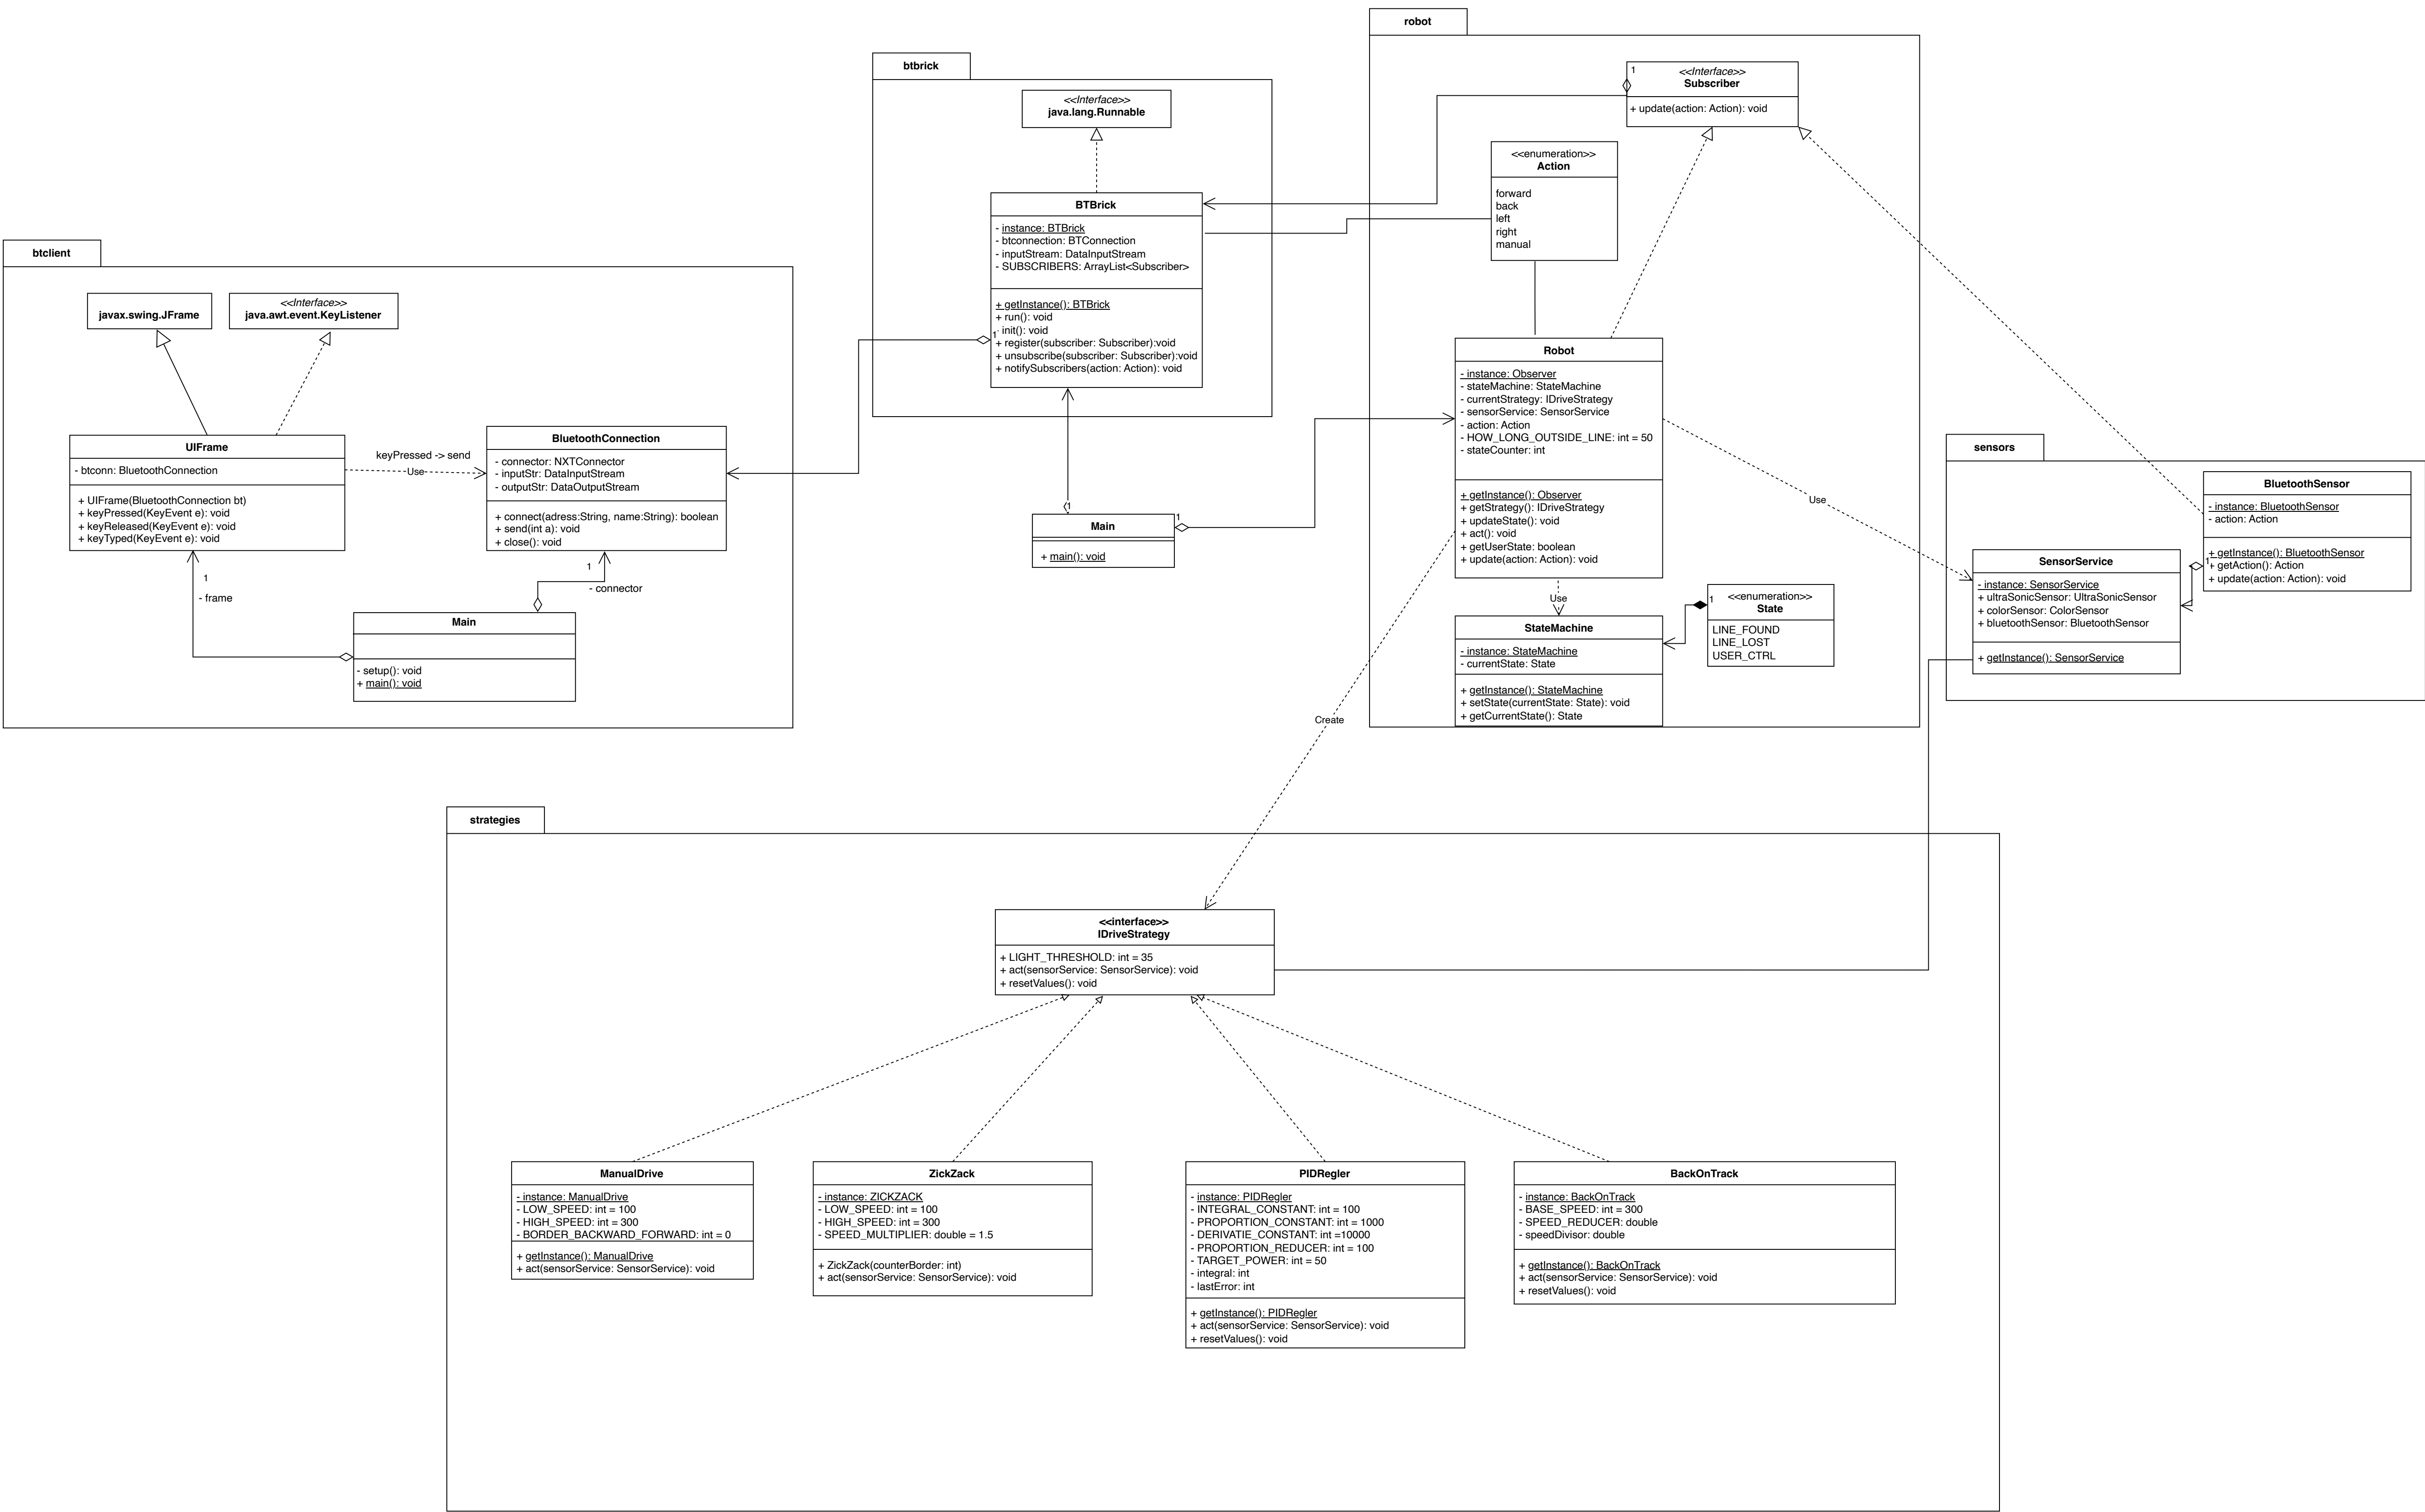 robot
<<Interface>>
Subscriber
1
+ update(action: Action): void
<<enumeration>>
Action
forward
back
left
right
manual
Robot
- instance: Observer
- stateMachine: StateMachine
- currentStrategy: IDriveStrategy
- sensorService: SensorService
- action: Action
- HOW_LONG_OUTSIDE_LINE: int = 50
- stateCounter: int
+ getInstance(): Observer
+ getStrategy(): IDriveStrategy
+ updateState(): void
+ act(): void
+ getUserState: boolean
+ update(action: Action): void
Use
Use
StateMachine
- instance: StateMachine
- currentState: State
+ getInstance(): StateMachine
+ setState(currentState: State): void
+ getCurrentState(): State
1
<<enumeration>>
State
LINE_FOUND
LINE_LOST
USER_CTRL
Create
btbrick
<<Interface>>
java.lang.Runnable
BTBrick
- instance: BTBrick
- btconnection: BTConnection
- inputStream: DataInputStream
- SUBSCRIBERS: ArrayList<Subscriber>
+ getInstance(): BTBrick
+ run(): void
- init(): void
+ register(subscriber: Subscriber):void
+ unsubscribe(subscriber: Subscriber):void
+ notifySubscribers(action: Action): void
1
1
Main
1
+ main(): void
btclient
javax.swing.JFrame
<<Interface>>
java.awt.event.KeyListener
UIFrame
- btconn: BluetoothConnection
+ UIFrame(BluetoothConnection bt)
+ keyPressed(KeyEvent e): void
+ keyReleased(KeyEvent e): void
+ keyTyped(KeyEvent e): void
keyPressed -> send
Use
BluetoothConnection
- connector: NXTConnector
- inputStr: DataInputStream
- outputStr: DataOutputStream
+ connect(adress:String, name:String): boolean
+ send(int a): void
+ close(): void
1
- connector
1
- frame
Main
- setup(): void
+ main(): void
sensors
BluetoothSensor
- instance: BluetoothSensor
- action: Action
+ getInstance(): BluetoothSensor
+ getAction(): Action
+ update(action: Action): void
1
SensorService
- instance: SensorService
+ ultraSonicSensor: UltraSonicSensor
+ colorSensor: ColorSensor
+ bluetoothSensor: BluetoothSensor
+ getInstance(): SensorService
strategies
<<interface>>
IDriveStrategy
+ LIGHT_THRESHOLD: int = 35
+ act(sensorService: SensorService): void
+ resetValues(): void
ManualDrive
- instance: ManualDrive
- LOW_SPEED: int = 100
- HIGH_SPEED: int = 300
- BORDER_BACKWARD_FORWARD: int = 0
+ getInstance(): ManualDrive
+ act(sensorService: SensorService): void
ZickZack
- instance: ZICKZACK
- LOW_SPEED: int = 100
- HIGH_SPEED: int = 300
- SPEED_MULTIPLIER: double = 1.5
+ ZickZack(counterBorder: int)
+ act(sensorService: SensorService): void
PIDRegler
- instance: PIDRegler
- INTEGRAL_CONSTANT: int = 100
- PROPORTION_CONSTANT: int = 1000
- DERIVATIE_CONSTANT: int =10000
- PROPORTION_REDUCER: int = 100
- TARGET_POWER: int = 50
- integral: int
- lastError: int
+ getInstance(): PIDRegler
+ act(sensorService: SensorService): void
+ resetValues(): void
BackOnTrack
- instance: BackOnTrack
- BASE_SPEED: int = 300
- SPEED_REDUCER: double
- speedDivisor: double
+ getInstance(): BackOnTrack
+ act(sensorService: SensorService): void
+ resetValues(): void